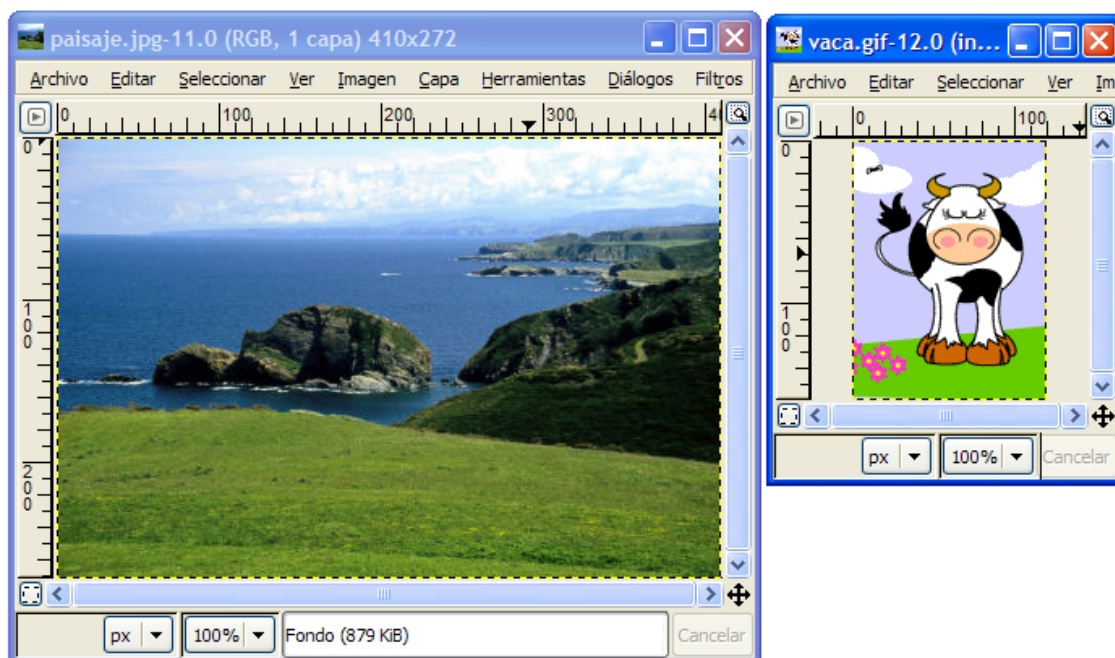 paisaje.jpg-11.0 (RGB, 1 capa) 410x272
Archivo Editar Seleccionar Ver Imagen Capa Herramientas Diálogos Filtros
0 100 200 300 4
0
100
200
px 100% Fondo (879 KiB) Cancelar
vaca.gif-12.0 (in...
Archivo Editar Seleccionar Ver Im
0 100
0
100
px 100% Cancelar